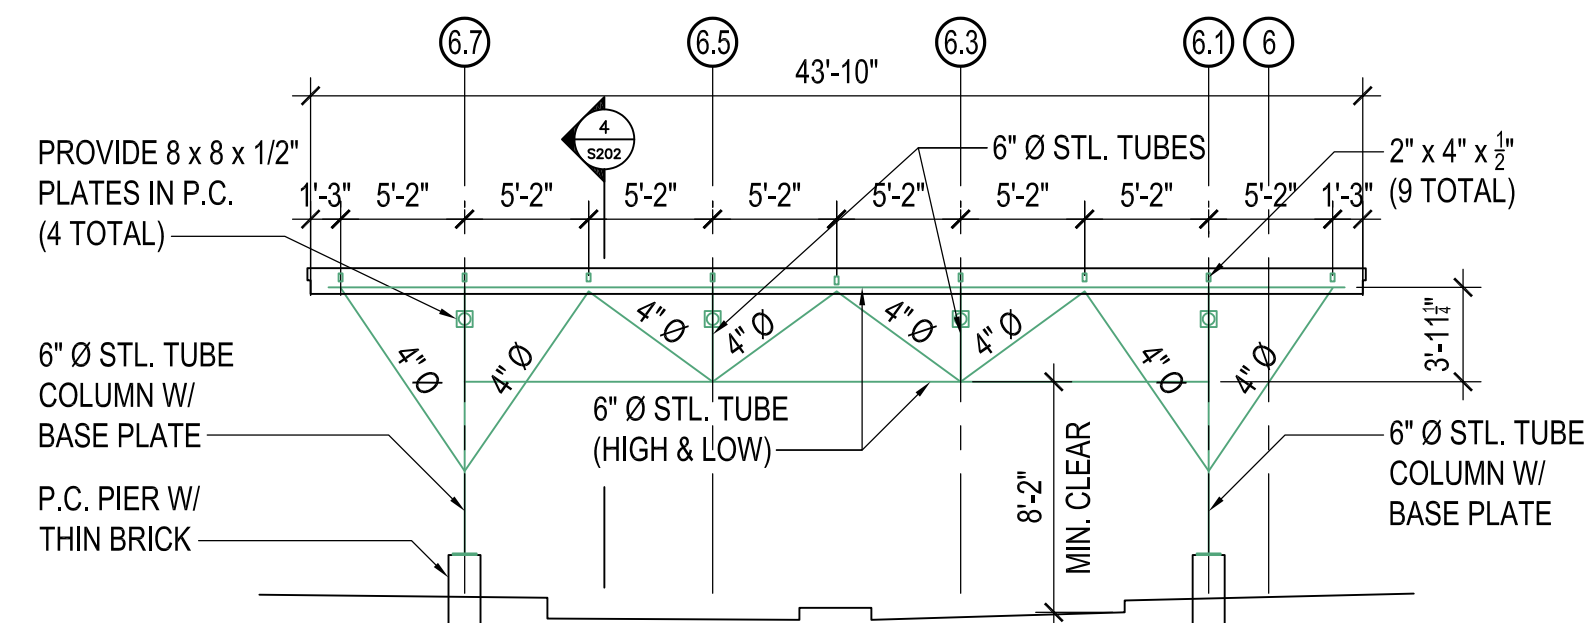 6.7
6.5
6.3
6.1
6
43'-10"
4
S202
PROVIDE 8 x 8 x 1/2"
PLATES IN P.C.
(4 TOTAL)
6" Ø STL. TUBES
2" x 4" x 1/2"
(9 TOTAL)
1'-3"
5'-2"
5'-2"
5'-2"
5'-2"
5'-2"
5'-2"
5'-2"
5'-2"
1'-3"
4" Ø
4" Ø
4" Ø
4" Ø
4" Ø
4" Ø
4" Ø
4" Ø
3'-11 1/4"
6" Ø STL. TUBE
COLUMN W/
BASE PLATE
6" Ø STL. TUBE
(HIGH & LOW)
8'-2"
MIN. CLEAR
6" Ø STL. TUBE
COLUMN W/
BASE PLATE
P.C. PIER W/
THIN BRICK